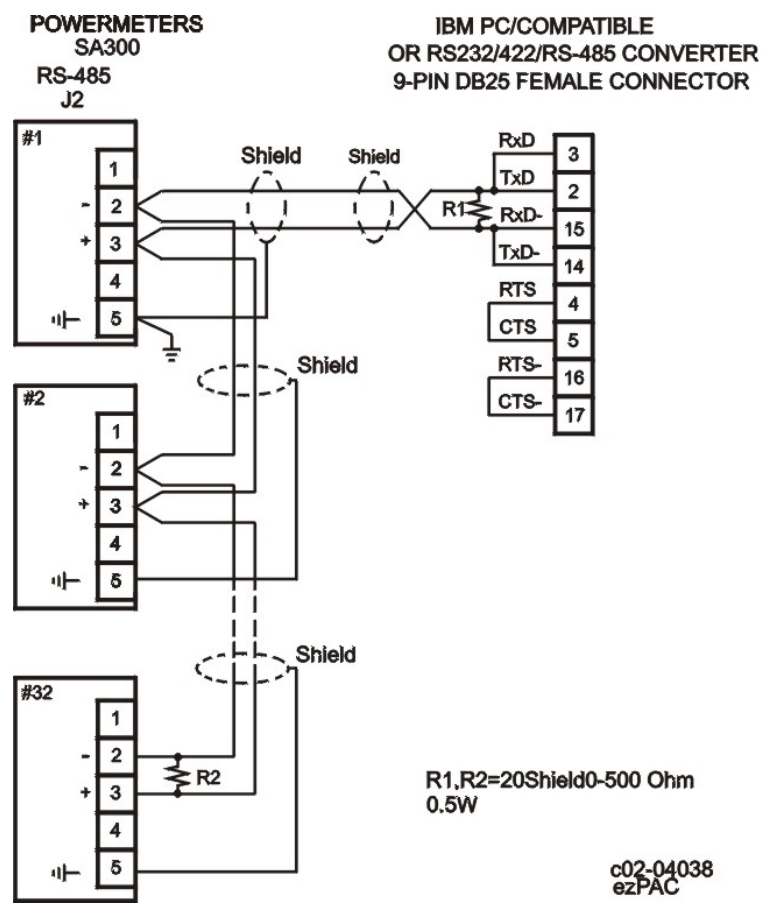 POWERMETERS
SA300
RS-485
J2
IBM PC/COMPATIBLE
OR RS232/422/RS-485 CONVERTER
9-PIN DB25 FEMALE CONNECTOR
#1
1
- 2
+ 3
4
5
Shield
Shield
R1
RxD 3
TxD 2
RxD- 15
TxD- 14
RTS 4
CTS 5
RTS- 16
CTS- 17
Shield
#2
1
- 2
+ 3
4
5
Shield
#32
1
- 2
+ 3
4
5
R2
R1,R2=20Shield0-500 Ohm
0.5W
c02-04038
ezPAC